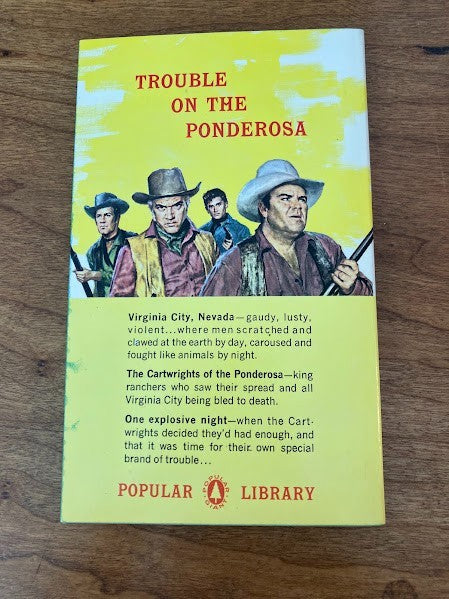 TROUBLE
ON THE
PONDEROSA
Virginia City, Nevada—gaudy, lusty,
violent...where men scratched and
clawed at the earth by day, caroused and
fought like animals by night.
The Cartwrights of the Ponderosa—king
ranchers who saw their spread and all
Virginia City being bled to death.
One explosive night—when the Cart-
wrights decided they'd had enough, and
that it was time for their own special
brand of trouble...
POPULAR LIBRARY
POPULAR
GIANT